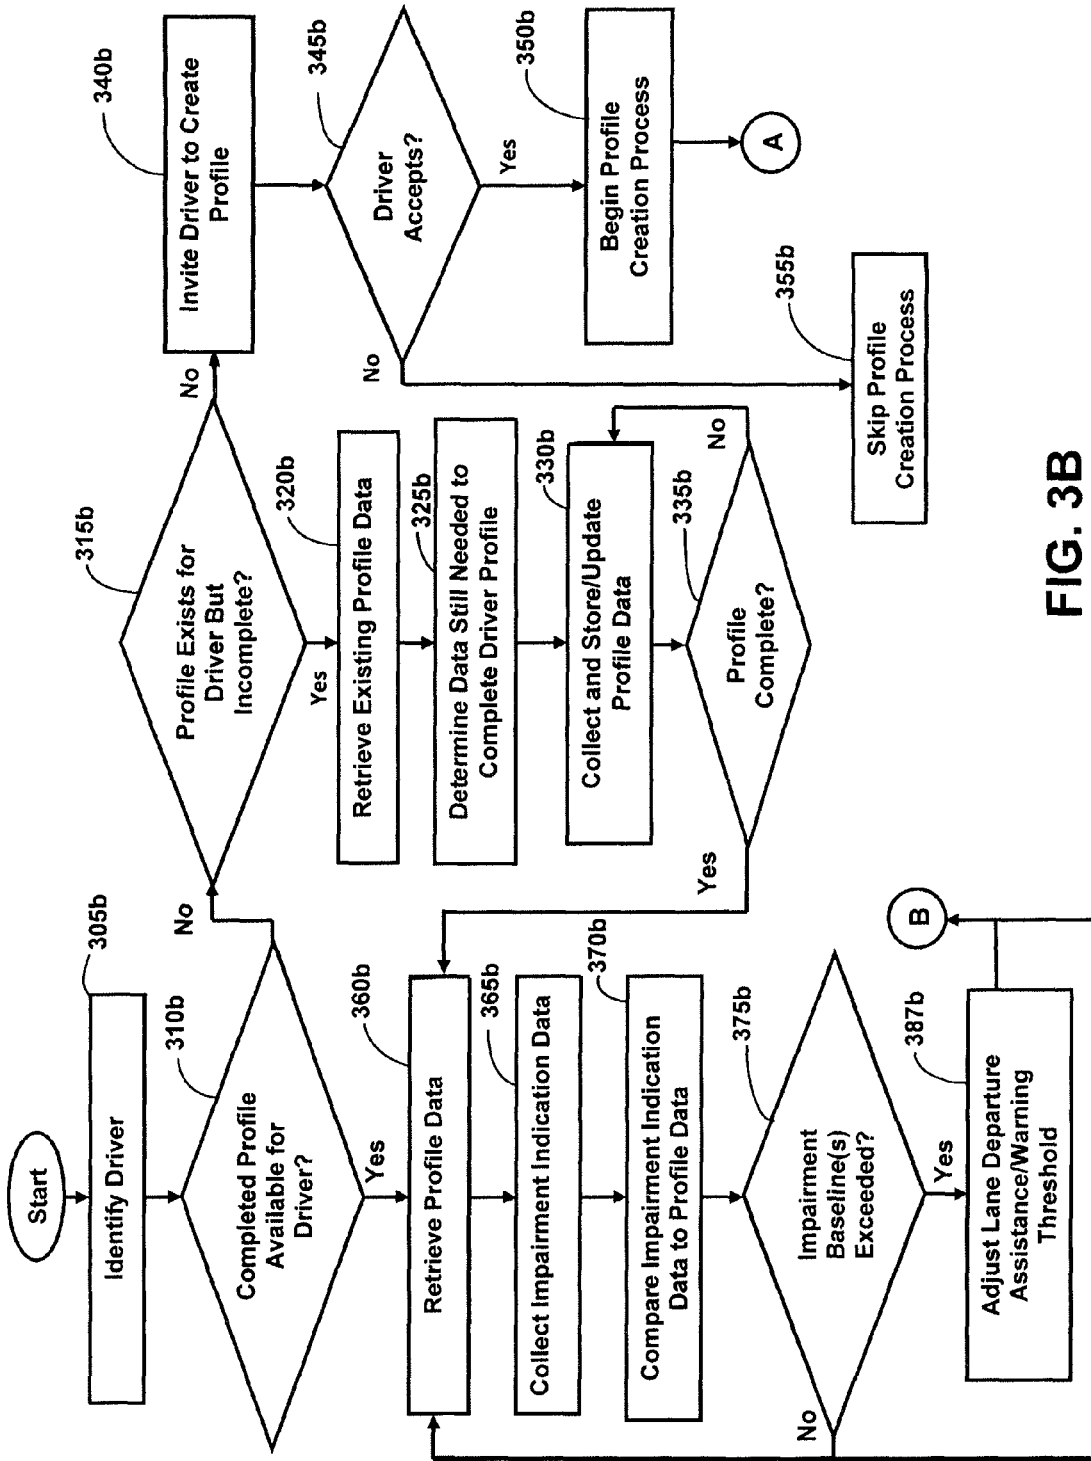 Start
305b
Identify Driver
310b
Completed Profile
Available for
Driver?
No
Yes
315b
Profile Exists for
Driver But
Incomplete?
No
Yes
320b
Retrieve Existing Profile Data
325b
Determine Data Still Needed to
Complete Driver Profile
330b
Collect and Store/Update
Profile Data
335b
Profile
Complete?
No
Yes
340b
Invite Driver to Create
Profile
345b
Driver
Accepts?
No
Yes
350b
Begin Profile
Creation Process
A
355b
Skip Profile
Creation Process
360b
Retrieve Profile Data
365b
Collect Impairment Indication Data
370b
Compare Impairment Indication
Data to Profile Data
375b
Impairment
Baseline(s)
Exceeded?
No
Yes
387b
Adjust Lane Departure
Assistance/Warning
Threshold
B
FIG. 3B